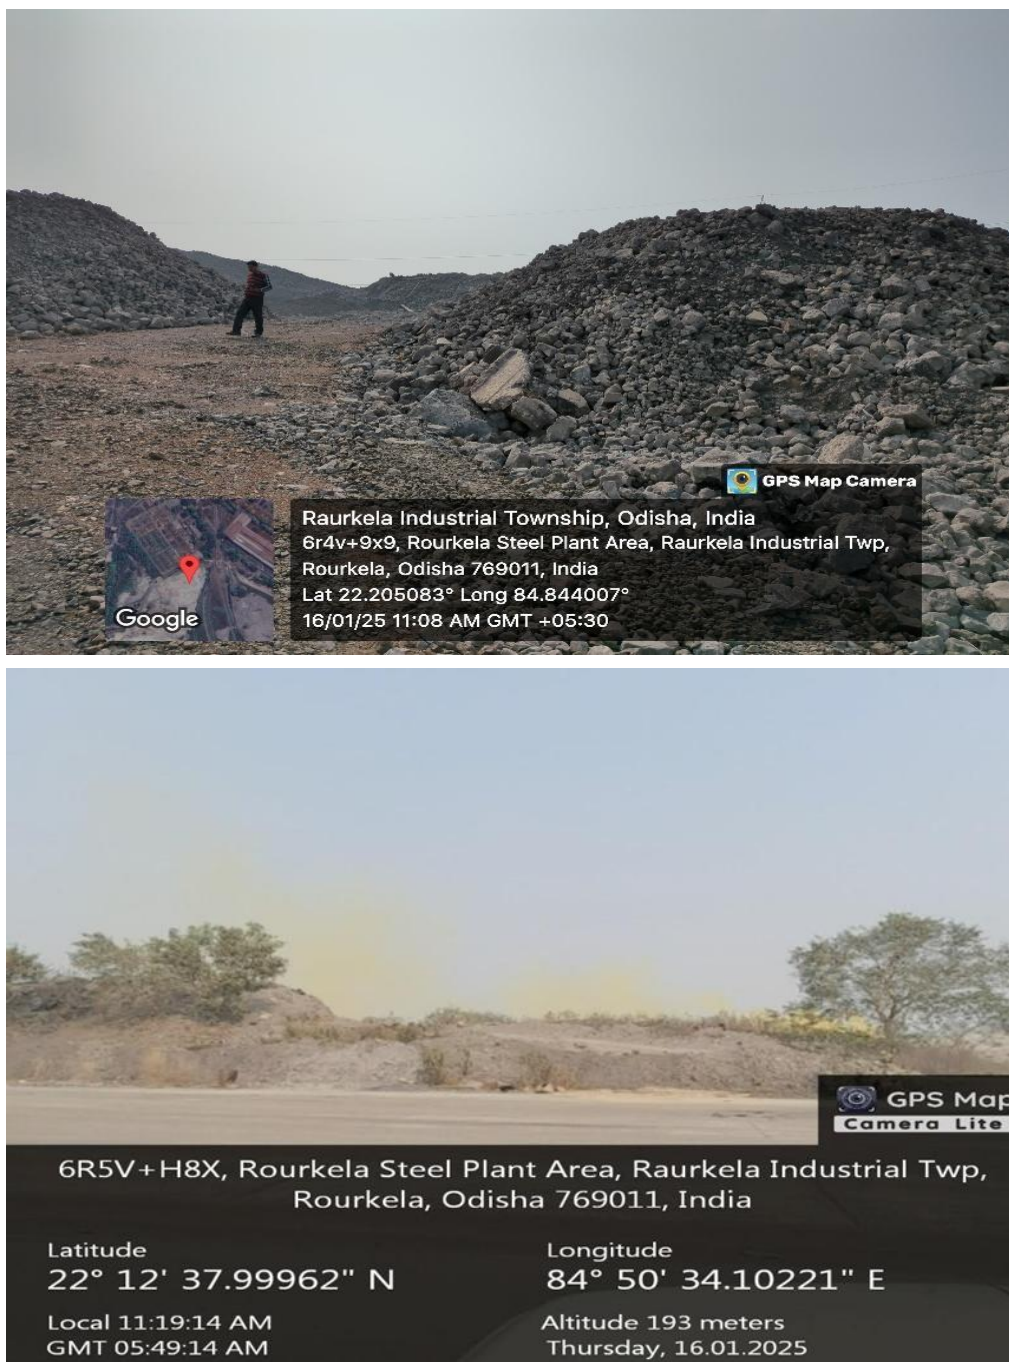 GPS Map Camera
Raurkela Industrial Township, Odisha, India
6r4v+9x9, Rourkela Steel Plant Area, Raurkela Industrial Twp,
Rourkela, Odisha 769011, India
Lat 22.205083° Long 84.844007°
16/01/25 11:08 AM GMT +05:30
Google
GPS Map
Camera Lite
6R5V+H8X, Rourkela Steel Plant Area, Raurkela Industrial Twp,
Rourkela, Odisha 769011, India
Latitude
22° 12' 37.99962" N
Longitude
84° 50' 34.10221" E
Local 11:19:14 AM
GMT 05:49:14 AM
Altitude 193 meters
Thursday, 16.01.2025